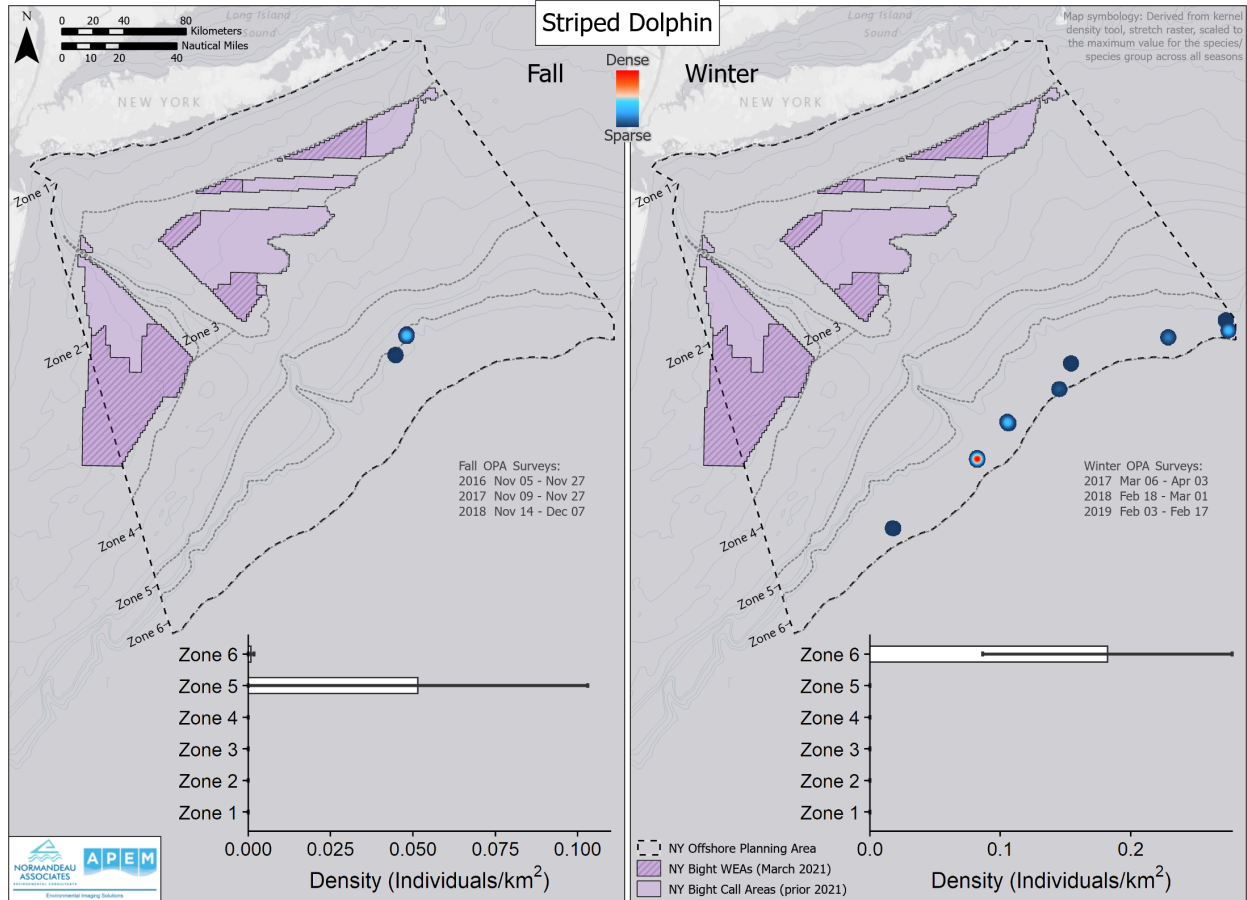 Striped Dolphin
N
0 20 40 80
Kilometers
Nautical Miles
0 10 20 40
Long Island
Sound
NEW YORK
Fall
Dense
Sparse
Winter
Long Island
Sound
NEW YORK
Map symbology: Derived from kernel
density tool, stretch raster, scaled to
the maximum value for the species/
species group across all seasons
Zone 1
Zone 2
Zone 3
Zone 4
Zone 5
Zone 6
Fall OPA Surveys:
2016 Nov 05 - Nov 27
2017 Nov 09 - Nov 27
2018 Nov 14 - Dec 07
Zone 1
Zone 2
Zone 3
Zone 4
Zone 5
Zone 6
Winter OPA Surveys:
2017 Mar 06 - Apr 03
2018 Feb 18 - Mar 01
2019 Feb 03 - Feb 17
Zone 6
Zone 5
Zone 4
Zone 3
Zone 2
Zone 1
0.000 0.025 0.050 0.075 0.100
Density (Individuals/km²)
Zone 6
Zone 5
Zone 4
Zone 3
Zone 2
Zone 1
0.0 0.1 0.2
Density (Individuals/km²)
NORMANDEAU
ASSOCIATES
ENVIRONMENTAL CONSULTANTS
APEM
Environmental Imaging Solutions
NY Offshore Planning Area
NY Bight WEAs (March 2021)
NY Bight Call Areas (prior 2021)